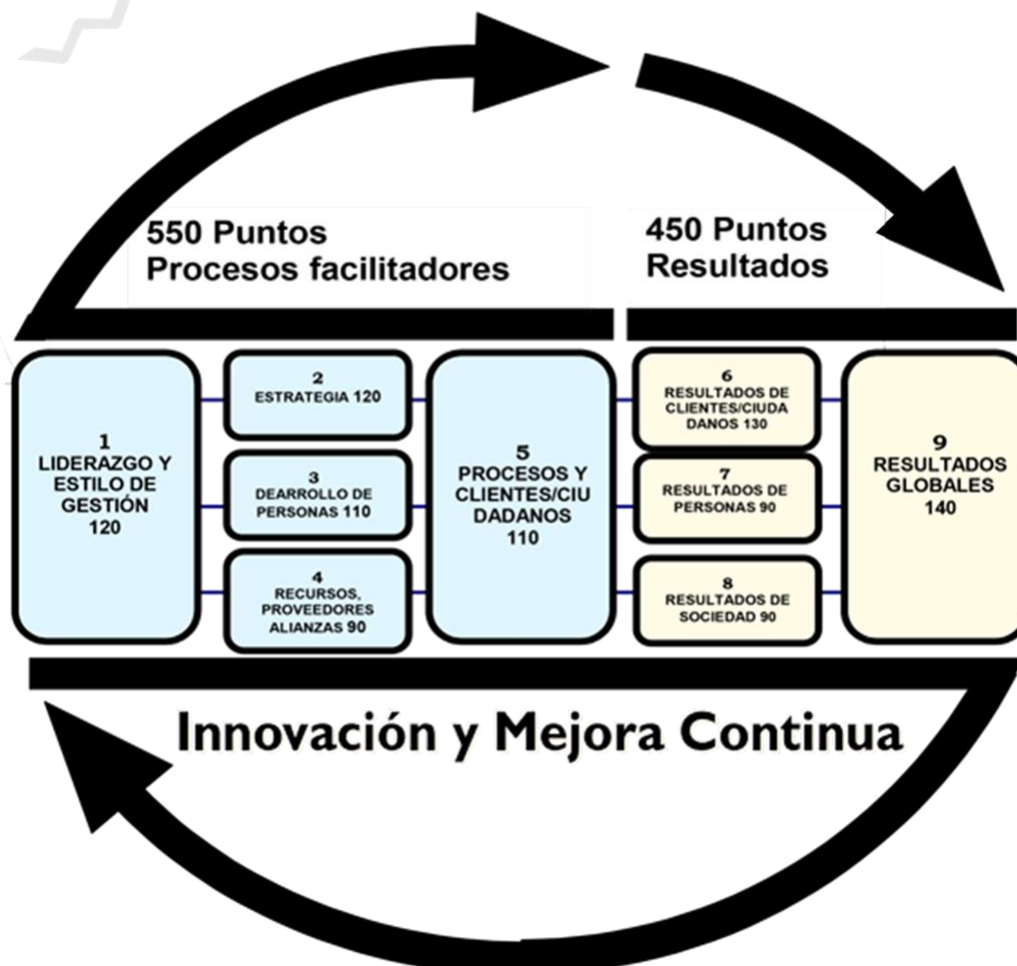 550 Puntos
Procesos facilitadores
450 Puntos
Resultados
1
LIDERAZGO Y
ESTILO DE
GESTIÓN
120
2
ESTRATEGIA 120
3
DEARROLLO DE
PERSONAS 110
4
RECURSOS,
PROVEEDORES
ALIANZAS 90
5
PROCESOS Y
CLIENTES/CIU
DADANOS
110
6
RESULTADOS DE
CLIENTES/CIUDA
DANOS 130
7
RESULTADOS DE
PERSONAS 90
8
RESULTADOS DE
SOCIEDAD 90
9
RESULTADOS
GLOBALES
140
Innovación y Mejora Continua